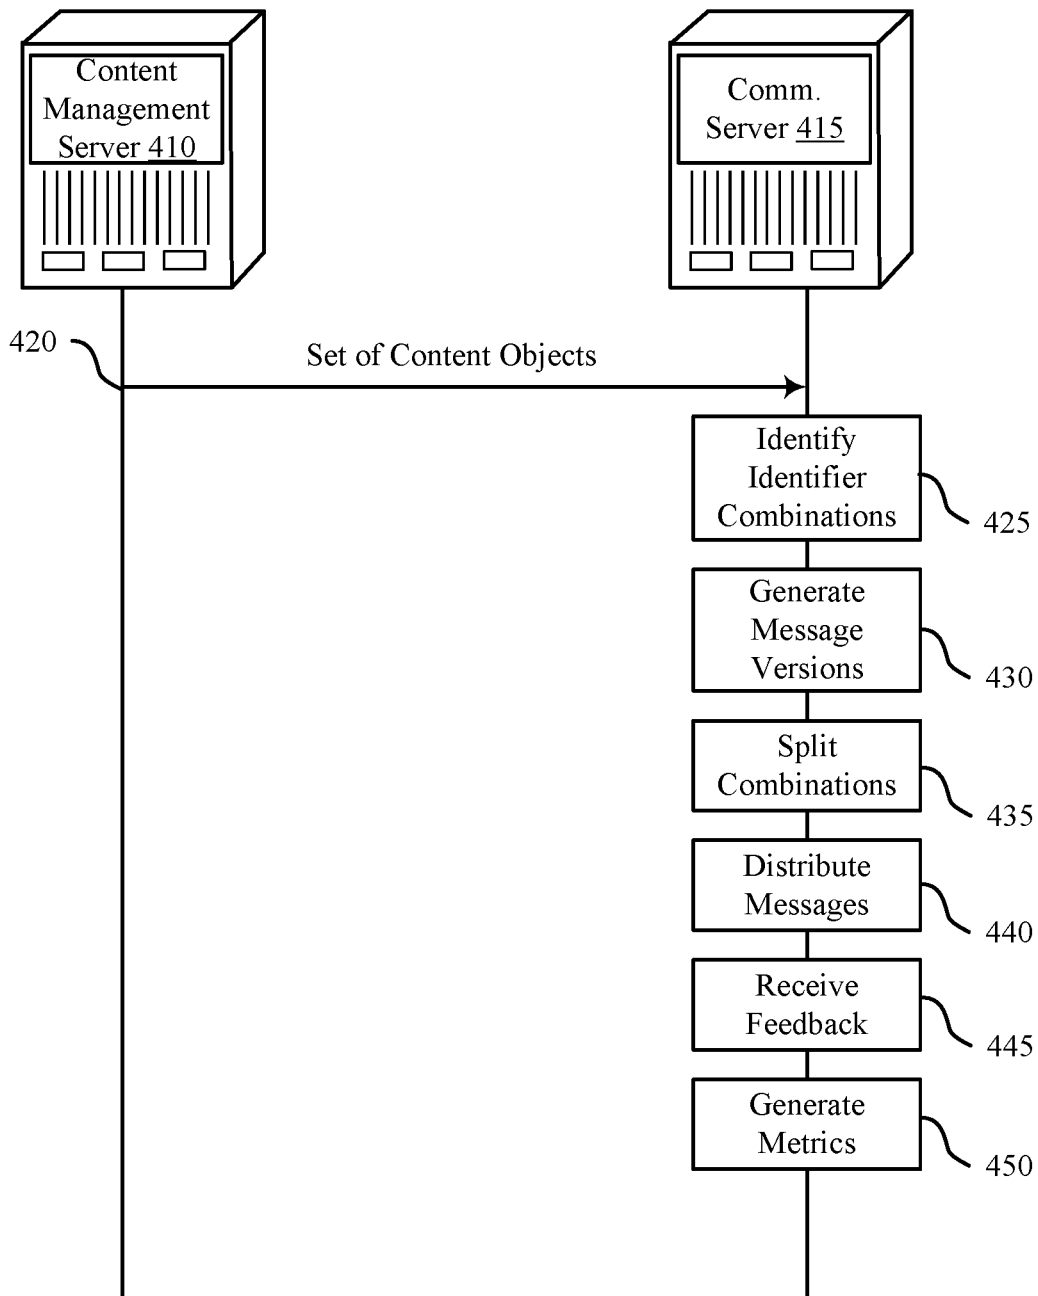 Content
Management
Server 410
Comm.
Server 415
420
Set of Content Objects
Identify
Identifier
Combinations
425
Generate
Message
Versions
430
Split
Combinations
435
Distribute
Messages
440
Receive
Feedback
445
Generate
Metrics
450